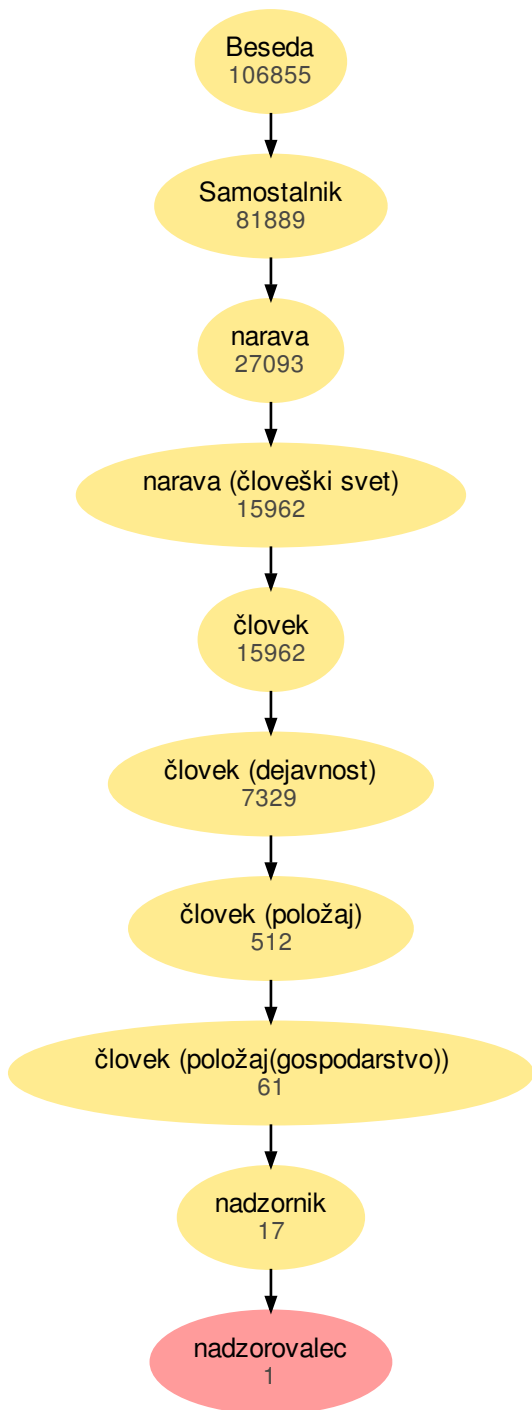 Beseda
106855
Samostalnik
81889
narava
27093
narava (človeški svet)
15962
človek
15962
človek (dejavnost)
7329
človek (položaj)
512
človek (položaj(gospodarstvo))
61
nadzornik
17
nadzorovalec
1